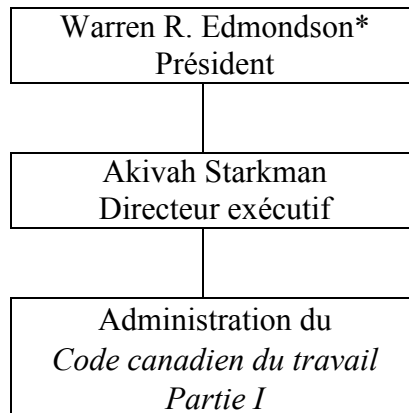 Warren R. Edmondson*
Président
Akivah Starkman
Directeur exécutif
Administration du
Code canadien du travail
Partie I